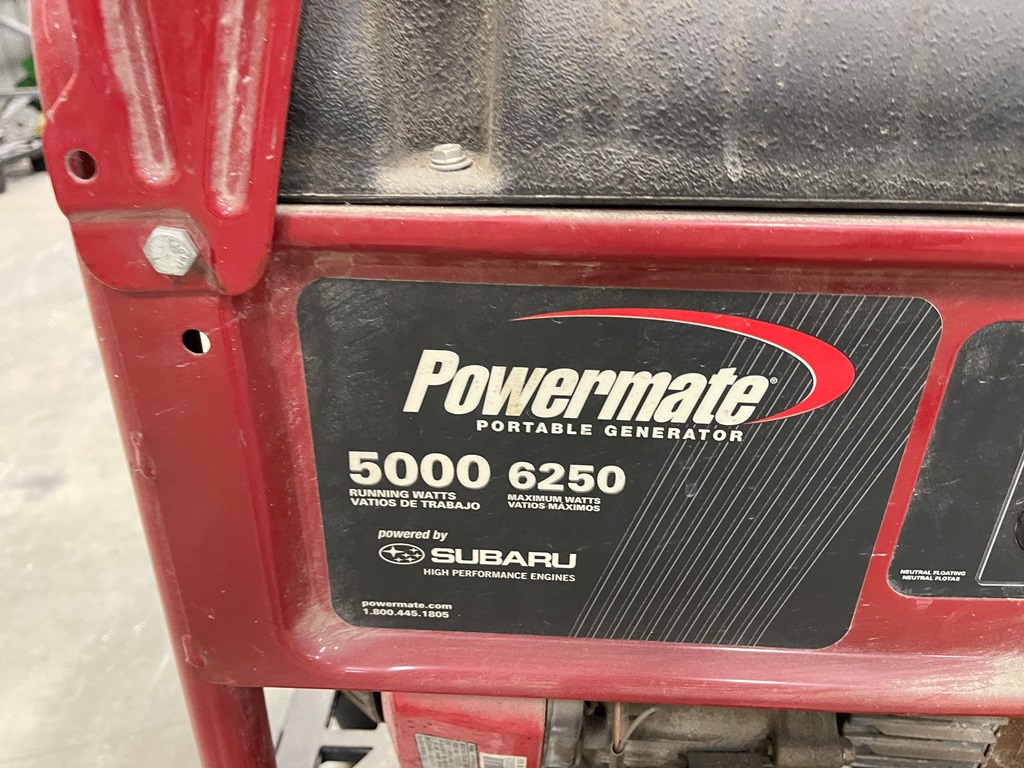 Powermate®
PORTABLE GENERATOR
5000 6250
RUNNING WATTS MAXIMUM WATTS
VATIOS DE TRABAJO VATIOS MÁXIMOS
powered by
SUBARU
HIGH PERFORMANCE ENGINES
powermate.com
1.800.445.1805
NEUTRAL FLOATING
NEUTRAL FLOTAS